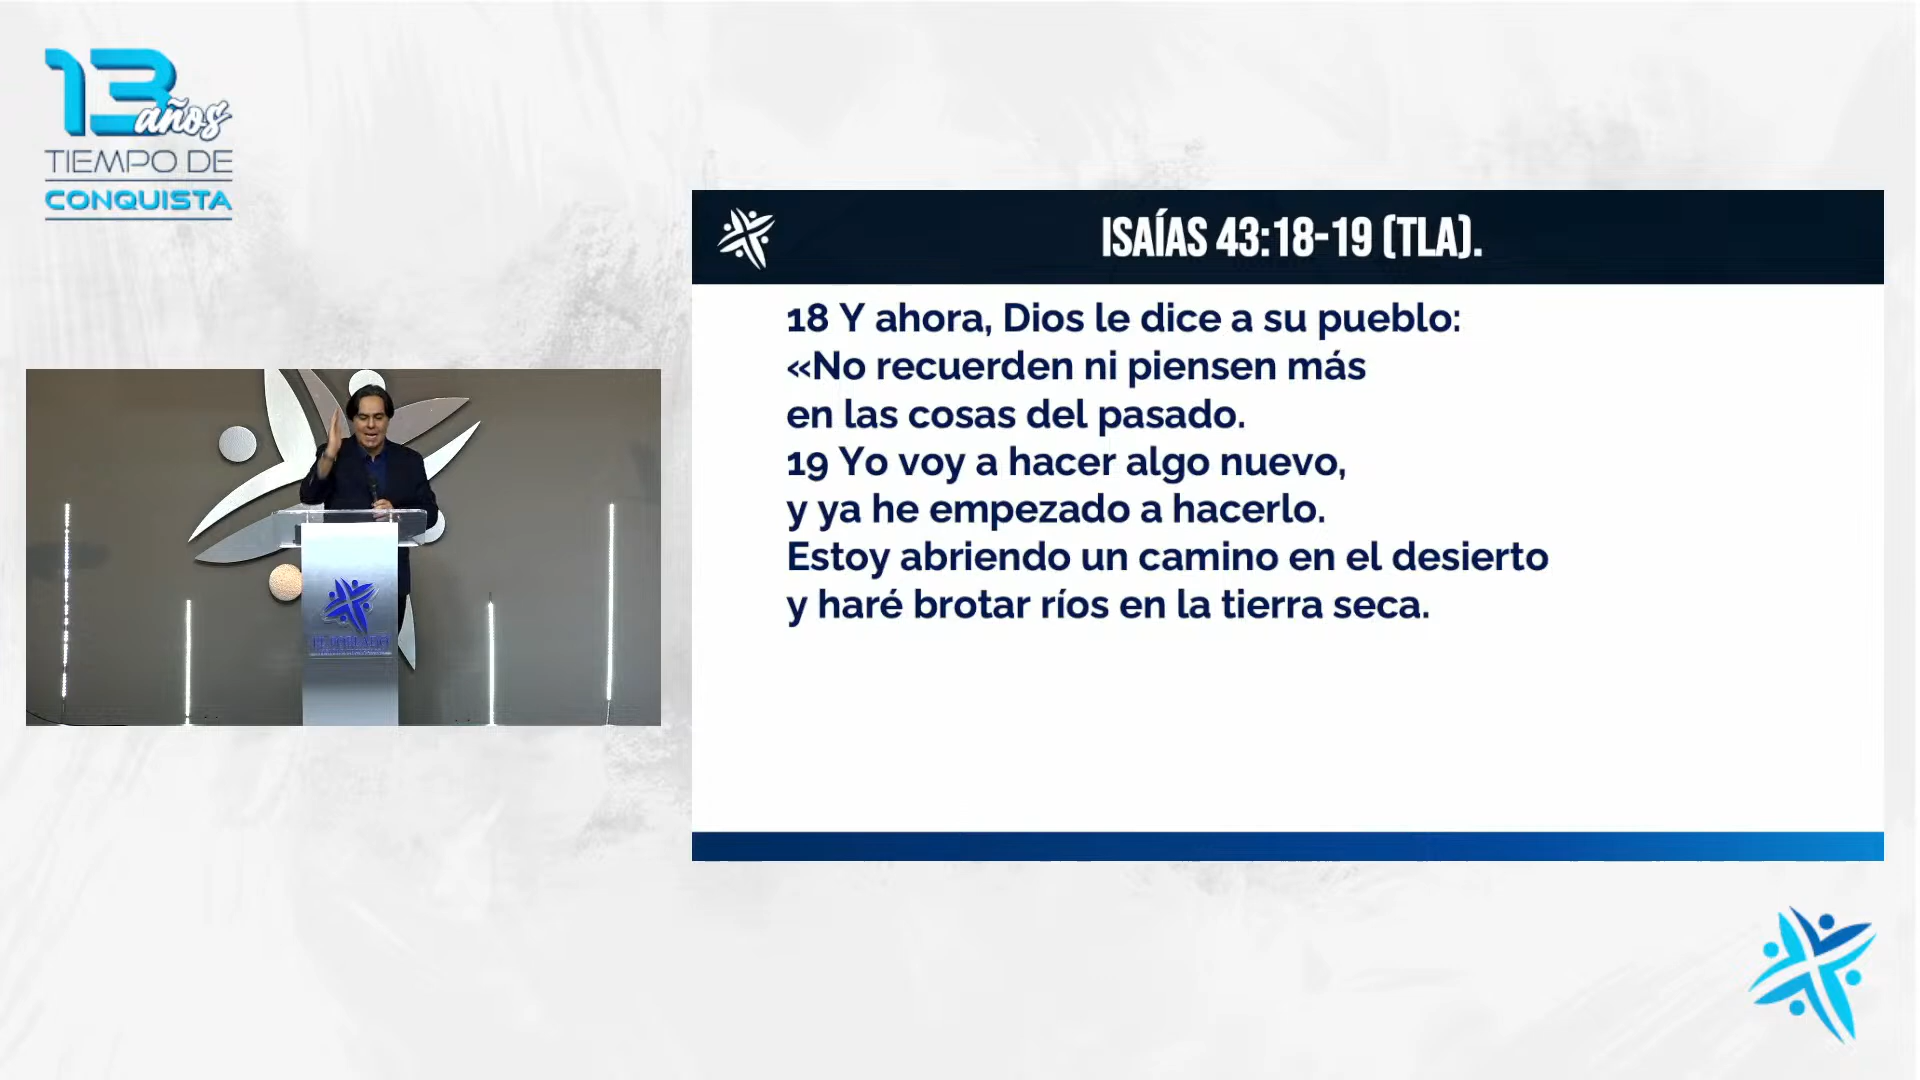 13
años
TIEMPO DE
CONQUISTA
ISAÍAS 43:18-19 (TLA).
18 Y ahora, Dios le dice a su pueblo:
«No recuerden ni piensen más
en las cosas del pasado.
19 Yo voy a hacer algo nuevo,
y ya he empezado a hacerlo.
Estoy abriendo un camino en el desierto
y haré brotar ríos en la tierra seca.